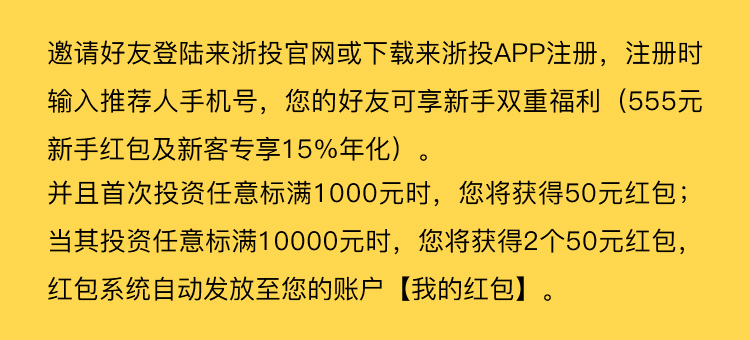 邀请好友登陆来浙投官网或下载来浙投APP注册，注册时
输入推荐人手机号，您的好友可享新手双重福利（555元
新手红包及新客专享15%年化）。
并且首次投资任意标满1000元时，您将获得50元红包；
当其投资任意标满10000元时，您将获得2个50元红包，
红包系统自动发放至您的账户【我的红包】。